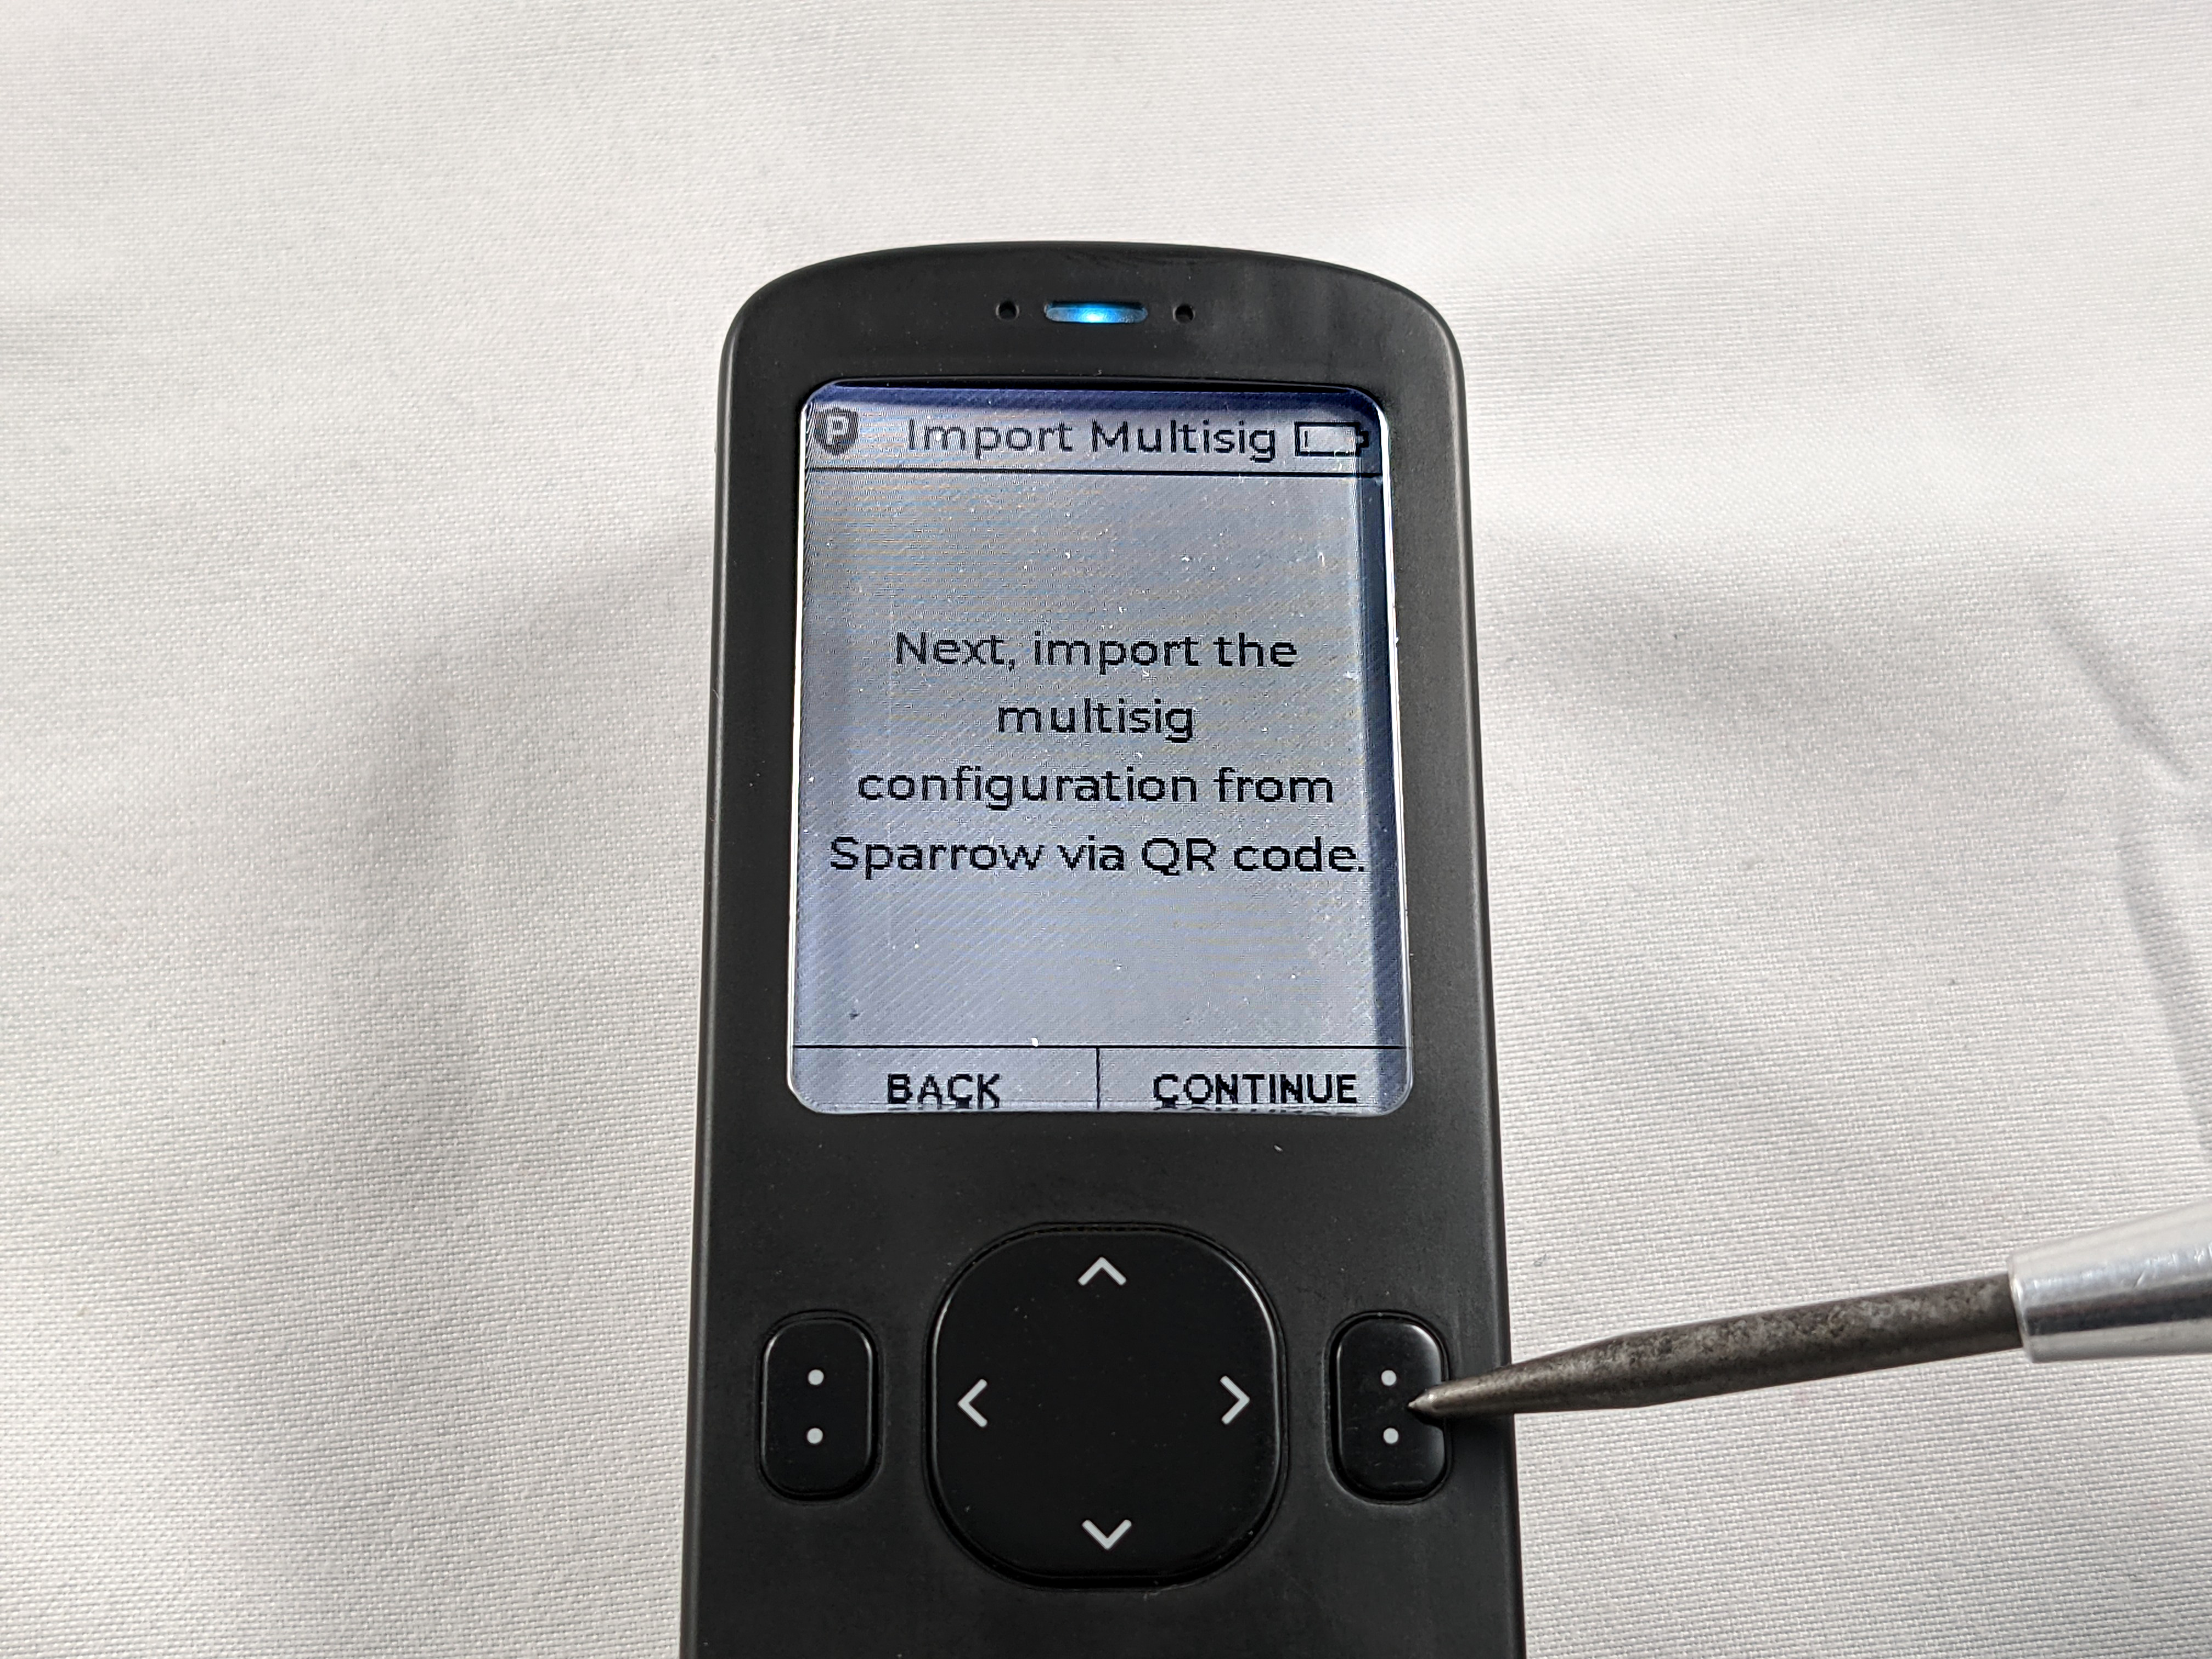 P Import Multisig
Next, import the
multisig
configuration from
Sparrow via QR code.
BACK CONTINUE